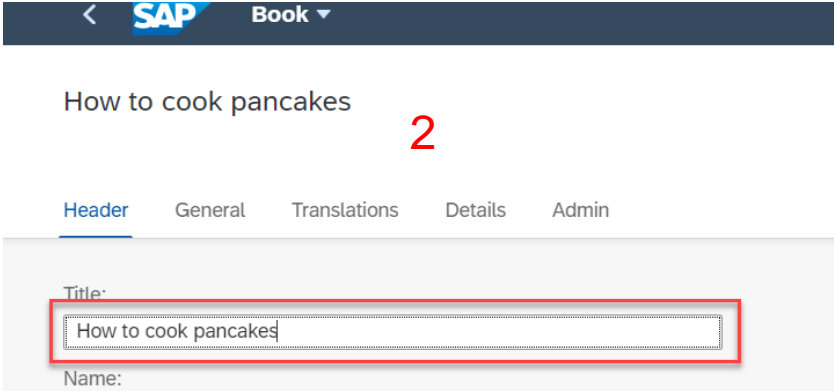 SAP Book
How to cook pancakes
2
Header General Translations Details Admin
Title:
How to cook pancakes
Name: